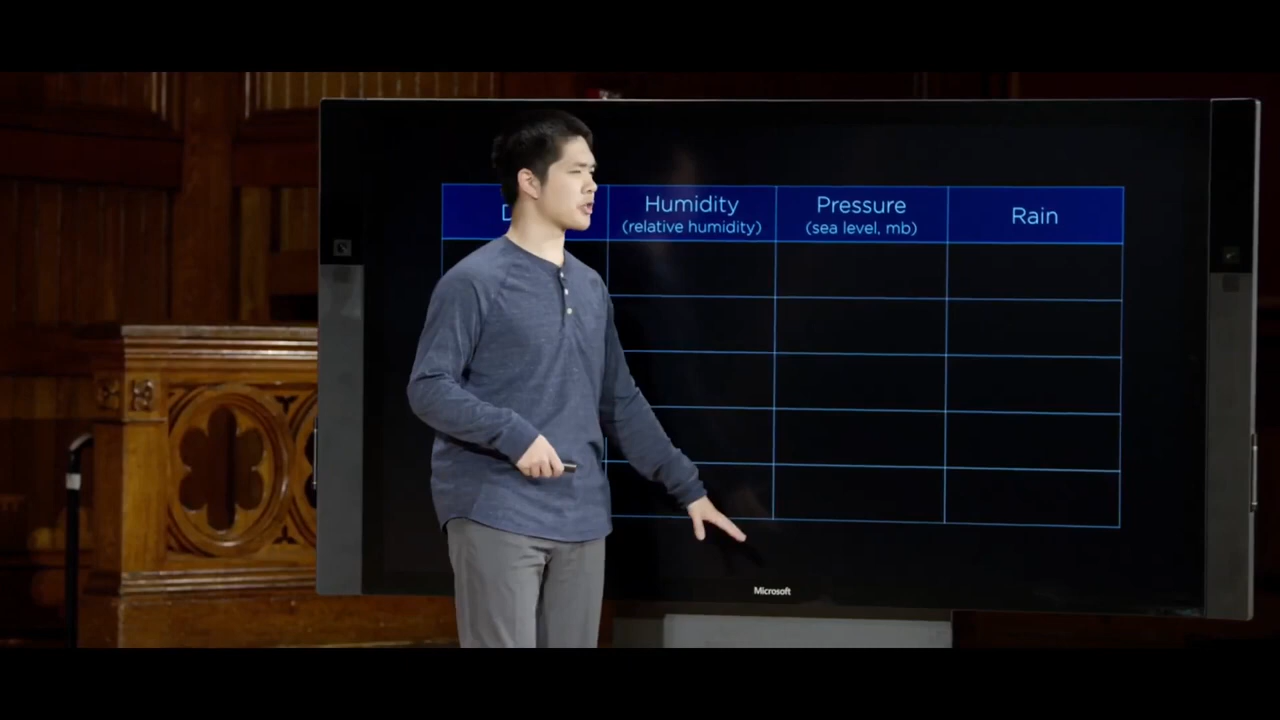 Humidity
(relative humidity)
Pressure
(sea level, mb)
Rain
Microsoft